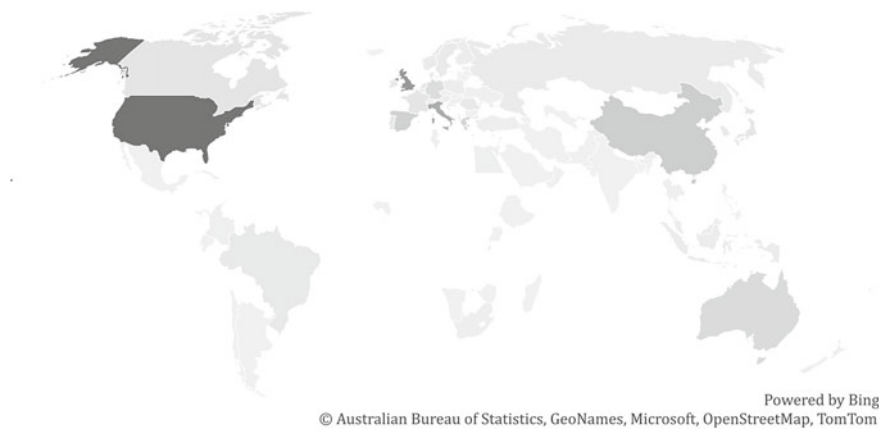 Powered by Bing
© Australian Bureau of Statistics, GeoNames, Microsoft, OpenStreetMap, TomTom